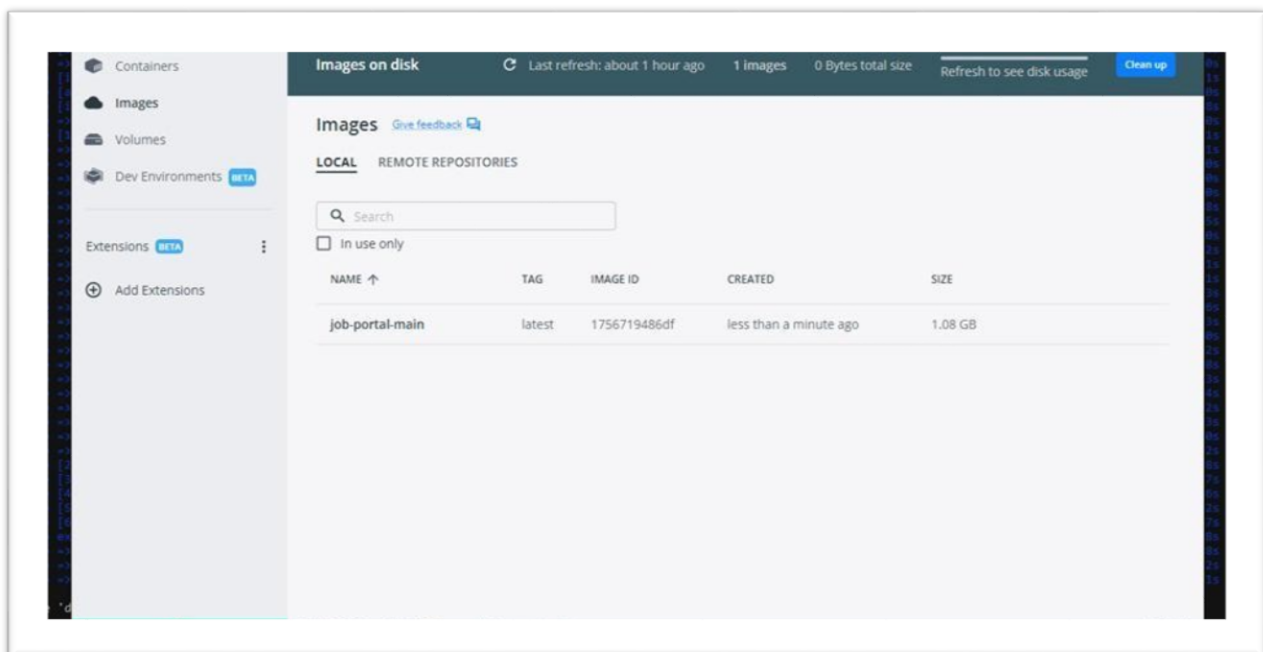 Containers
Images
Volumes
Dev Environments BETA
Extensions BETA
Add Extensions
Images on disk Last refresh: about 1 hour ago 1 images 0 Bytes total size Refresh to see disk usage Clean up
Images Give feedback
LOCAL REMOTE REPOSITORIES
Search
In use only
NAME ↑ TAG IMAGE ID CREATED SIZE
job-portal-main latest 1756719486df less than a minute ago 1.08 GB